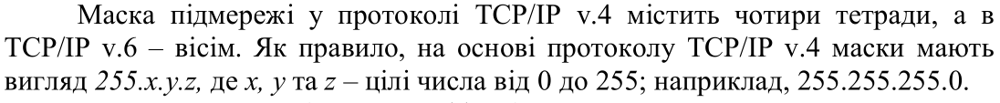 Маска підмережі у протоколі TCP/IP v.4 містить чотири тетради, а в
TCP/IP v.6 – вісім. Як правило, на основі протоколу TCP/IP v.4 маски мають
вигляд 255.x.y.z, де x, y та z – цілі числа від 0 до 255; наприклад, 255.255.255.0.